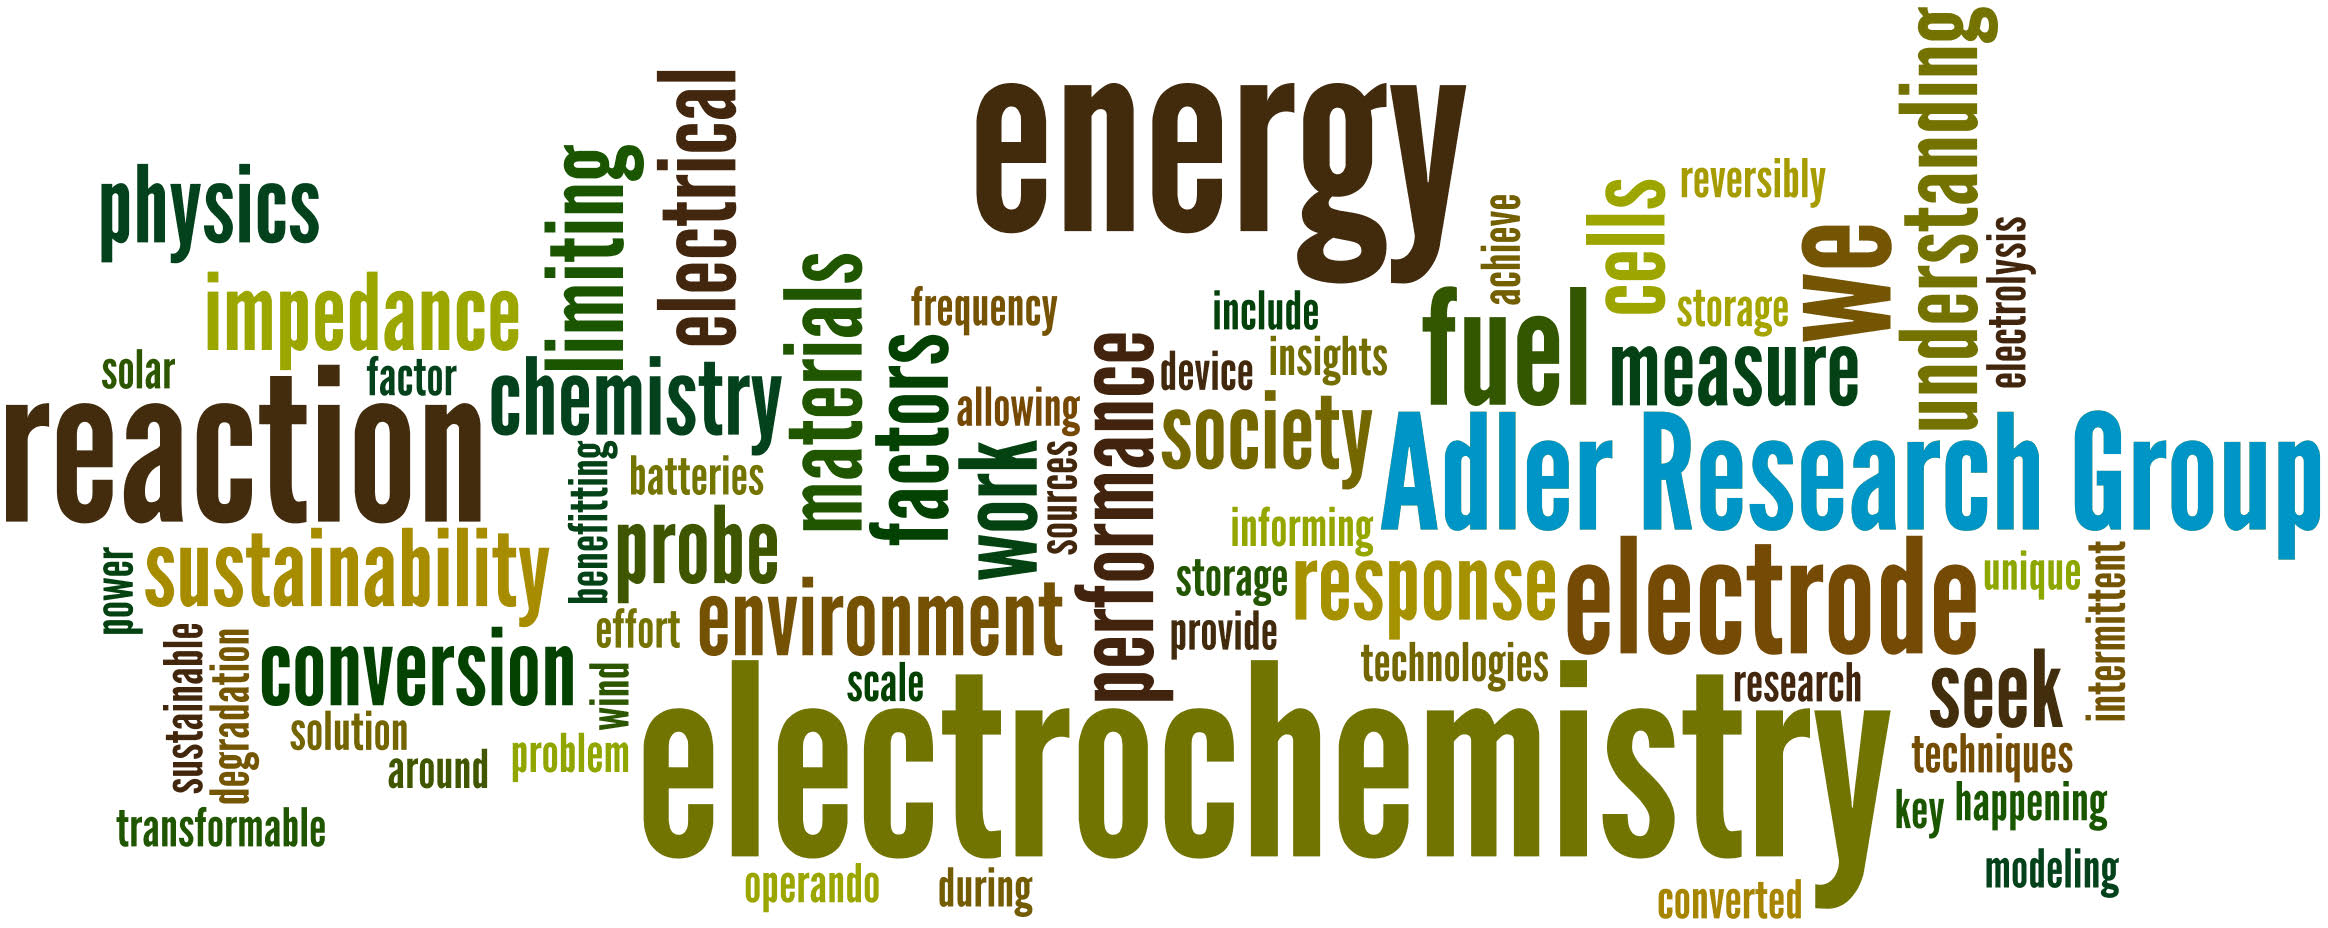 energy
understanding
electrical
limiting
physics
reversibly
cells
achieve
we
electrolysis
impedance
materials
frequency
include
fuel
storage
solar
factor
chemistry
factors
device
insights
measure
reaction
allowing
performance
society
Adler Research Group
benefitting
batteries
work
sources
probe
informing
sustainability
power
storage
response
electrode
unique
intermittent
effort
environment
provide
sustainable
degradation
conversion
wind
scale
technologies
research
seek
solution
around
problem
electrochemistry
techniques
transformable
key
happening
operando
during
converted
modeling